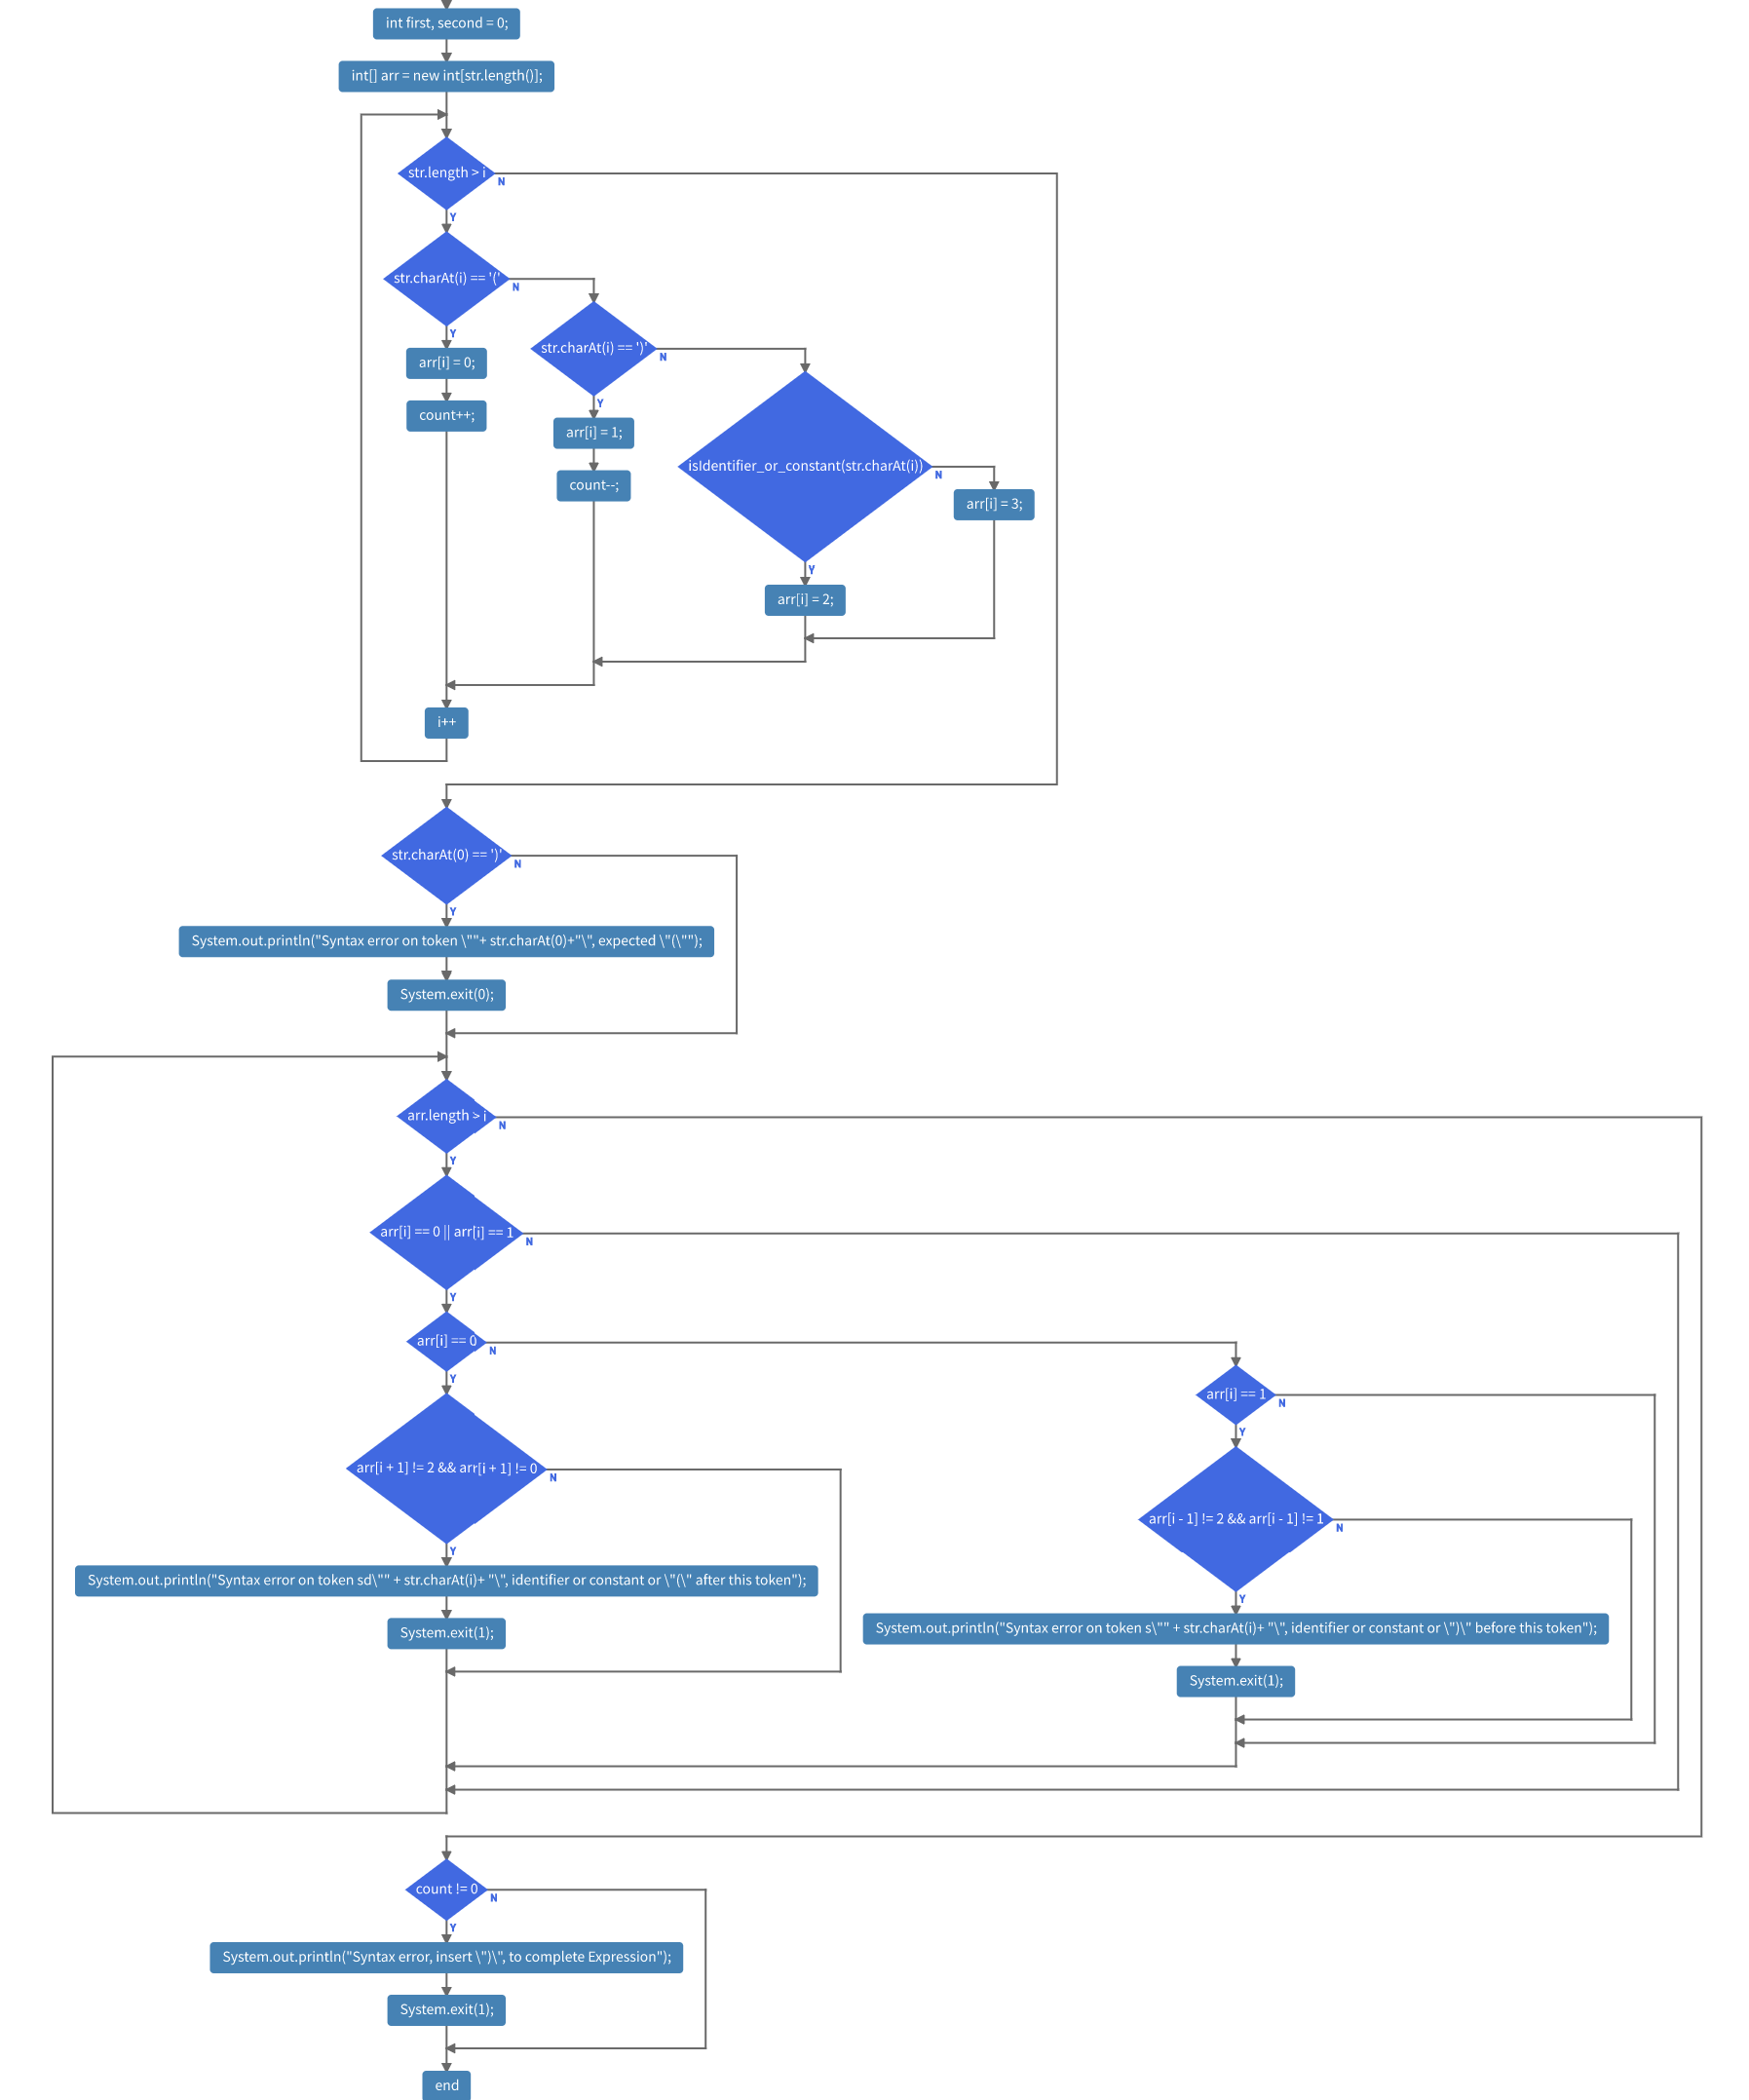 int first, second = 0;
int[] arr = new int[str.length()];
str.length > i
N
Y
str.charAt(i) == '('
N
Y
arr[i] = 0;
count++;
str.charAt(i) == ')'
N
Y
arr[i] = 1;
count--;
isIdentifier_or_constant(str.charAt(i))
N
Y
arr[i] = 3;
arr[i] = 2;
i++
str.charAt(0) == ')'
N
Y
System.out.println("Syntax error on token \""+ str.charAt(0)+"\", expected \"(\"");
System.exit(0);
arr.length > i
N
Y
arr[i] == 0 || arr[i] == 1
N
Y
arr[i] == 0
N
Y
arr[i] == 1
N
Y
arr[i + 1] != 2 && arr[i + 1] != 0
N
Y
arr[i - 1] != 2 && arr[i - 1] != 1
N
Y
System.out.println("Syntax error on token sd\"" + str.charAt(i)+ "\", identifier or constant or \"(\" after this token");
System.exit(1);
System.out.println("Syntax error on token s\"" + str.charAt(i)+ "\", identifier or constant or \")\" before this token");
System.exit(1);
count != 0
N
Y
System.out.println("Syntax error, insert \")\", to complete Expression");
System.exit(1);
end